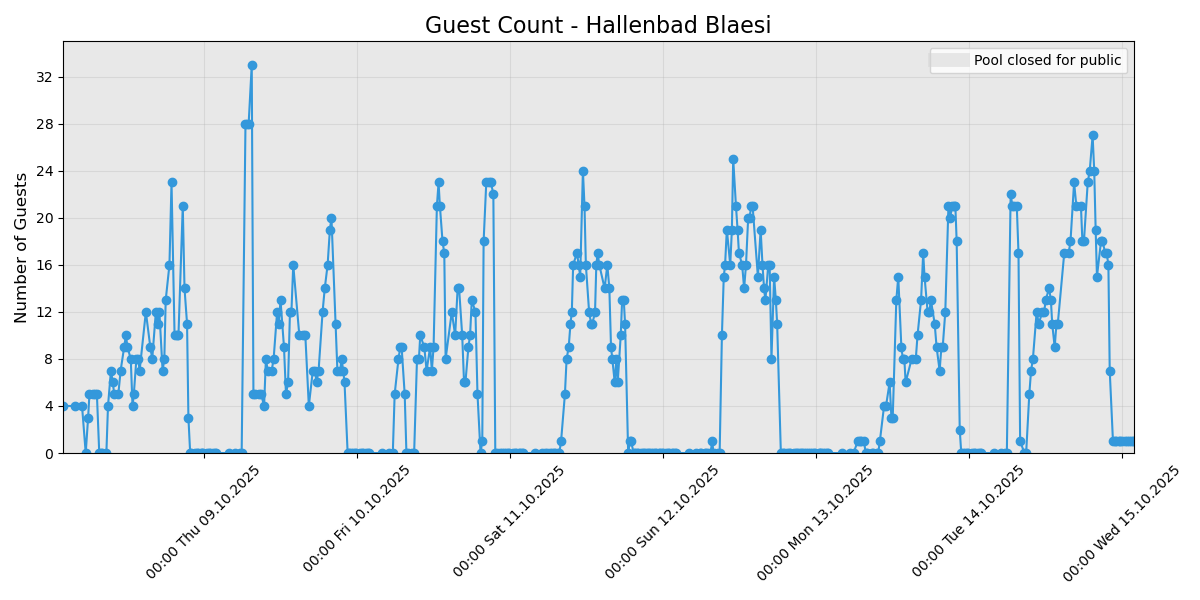 Guest Count - Hallenbad Blaesi
Pool closed for public
Number of Guests
32
28
24
20
16
12
8
4
0
00:00 Thu 09.10.2025
00:00 Fri 10.10.2025
00:00 Sat 11.10.2025
00:00 Sun 12.10.2025
00:00 Mon 13.10.2025
00:00 Tue 14.10.2025
00:00 Wed 15.10.2025